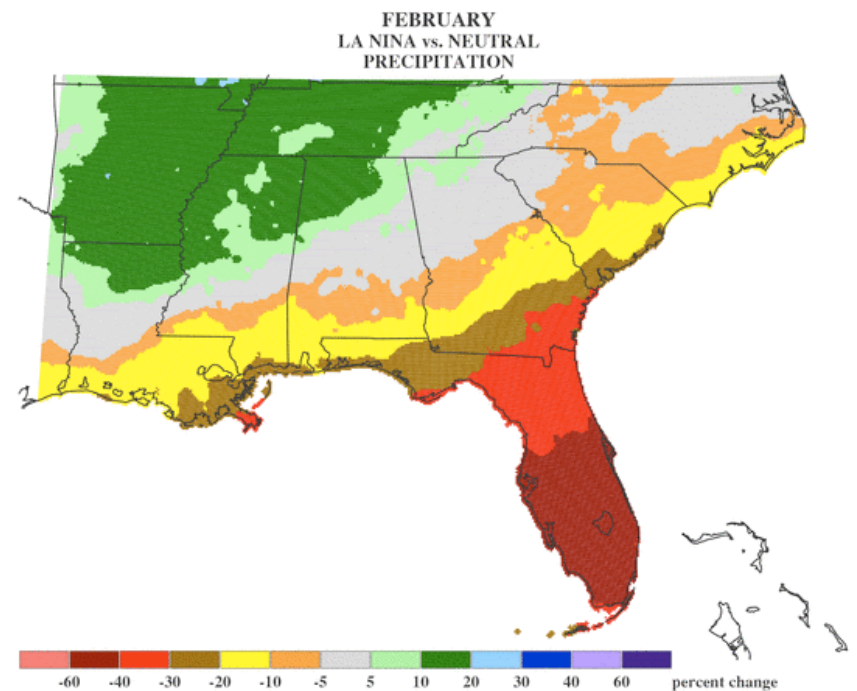 FEBRUARY
LA NINA vs. NEUTRAL
PRECIPITATION
-60 -40 -30 -20 -10 -5 5 10 20 30 40 60 percent change